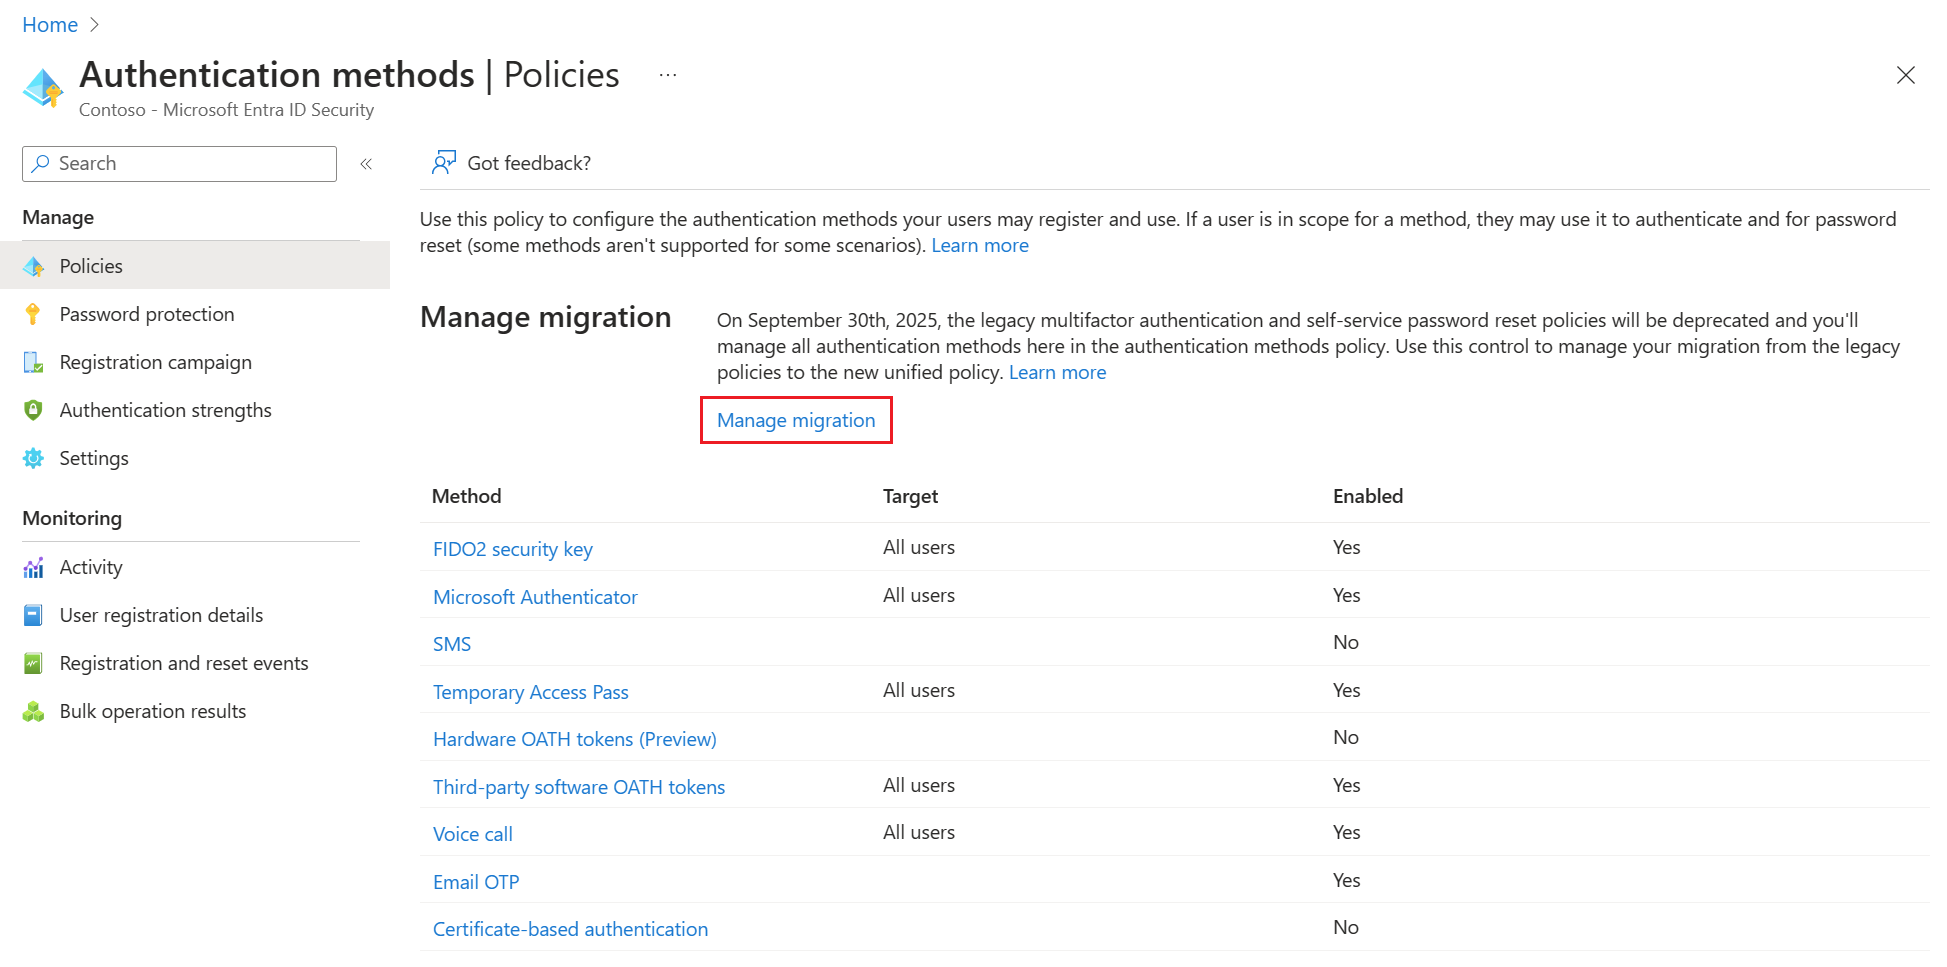 Home
Authentication methods | Policies ...
Contoso - Microsoft Entra ID Security
Search «
Manage
Policies
Password protection
Registration campaign
Authentication strengths
Settings
Monitoring
Activity
User registration details
Registration and reset events
Bulk operation results
Got feedback?
Use this policy to configure the authentication methods your users may register and use. If a user is in scope for a method, they may use it to authenticate and for password
reset (some methods aren't supported for some scenarios). Learn more
Manage migration
On September 30th, 2025, the legacy multifactor authentication and self-service password reset policies will be deprecated and you'll
manage all authentication methods here in the authentication methods policy. Use this control to manage your migration from the legacy
policies to the new unified policy. Learn more
Manage migration
Method Target Enabled
FIDO2 security key All users Yes
Microsoft Authenticator All users Yes
SMS No
Temporary Access Pass All users Yes
Hardware OATH tokens (Preview) No
Third-party software OATH tokens All users Yes
Voice call All users Yes
Email OTP Yes
Certificate-based authentication No